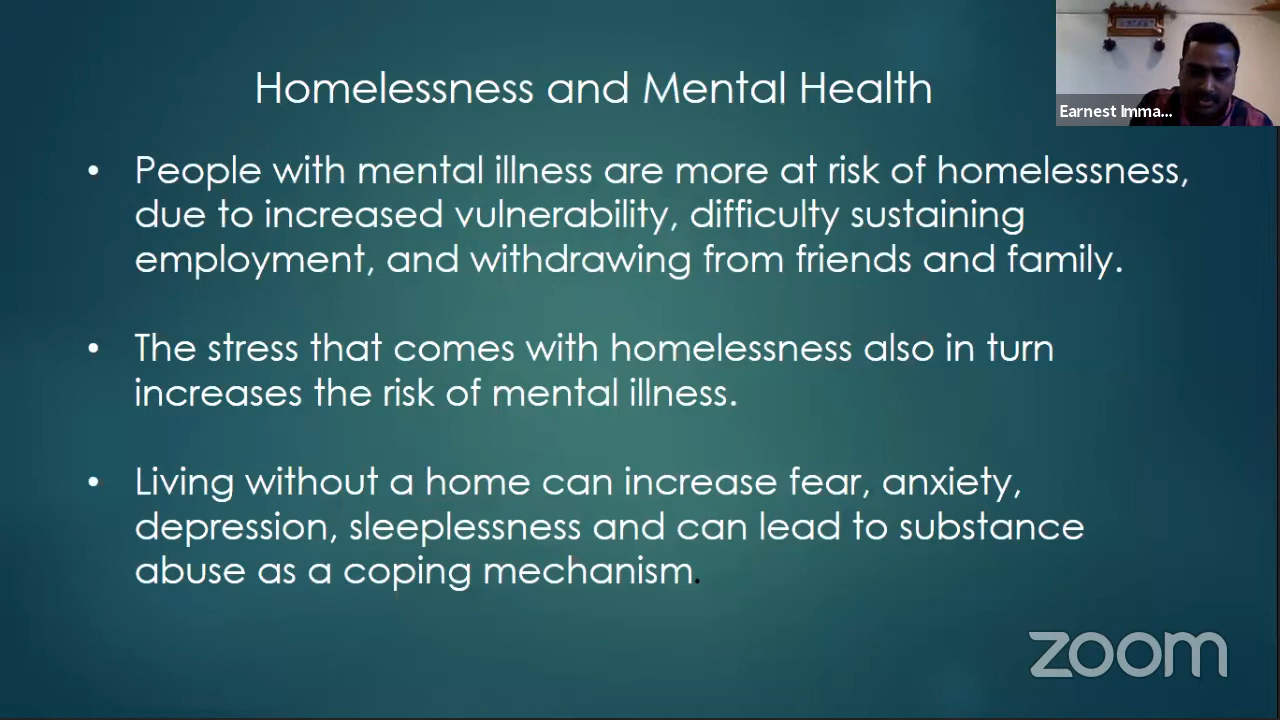 Homelessness and Mental Health
Earnest Imma...
• People with mental illness are more at risk of homelessness,
due to increased vulnerability, difficulty sustaining
employment, and withdrawing from friends and family.
• The stress that comes with homelessness also in turn
increases the risk of mental illness.
• Living without a home can increase fear, anxiety,
depression, sleeplessness and can lead to substance
abuse as a coping mechanism.
zoom